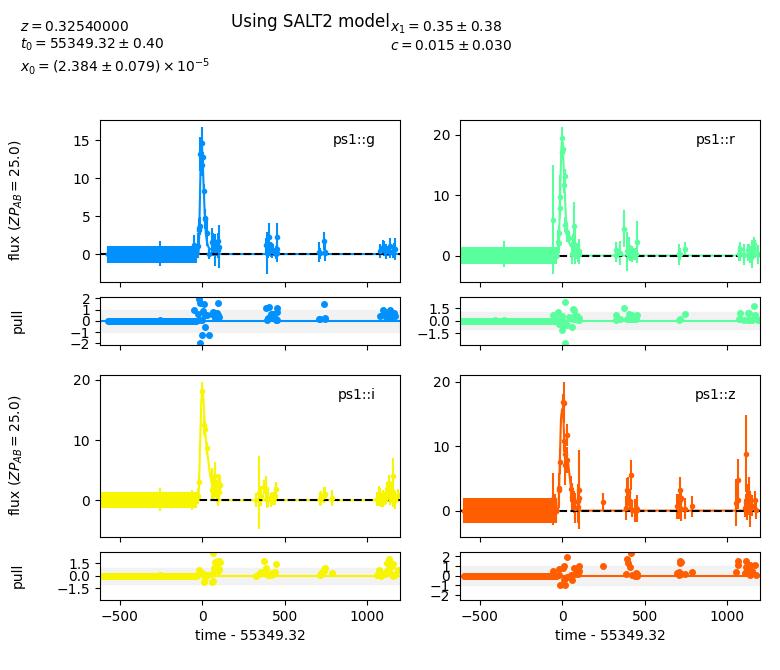 Using SALT2 model
z = 0.32540000
t₀ = 55349.32 ± 0.40
x₀ = (2.384 ± 0.079) × 10⁻⁵
x₁ = 0.35 ± 0.38
c = 0.015 ± 0.030
flux (ZP_AB = 25.0)
15
10
5
0
ps1::g
20
10
0
ps1::r
pull
2
1
0
−1
−2
1.5
0.0
−1.5
flux (ZP_AB = 25.0)
20
10
0
ps1::i
20
10
0
ps1::z
pull
1.5
0.0
−1.5
2
1
0
−1
−2
−500 0 500 1000
time - 55349.32
−500 0 500 1000
time - 55349.32